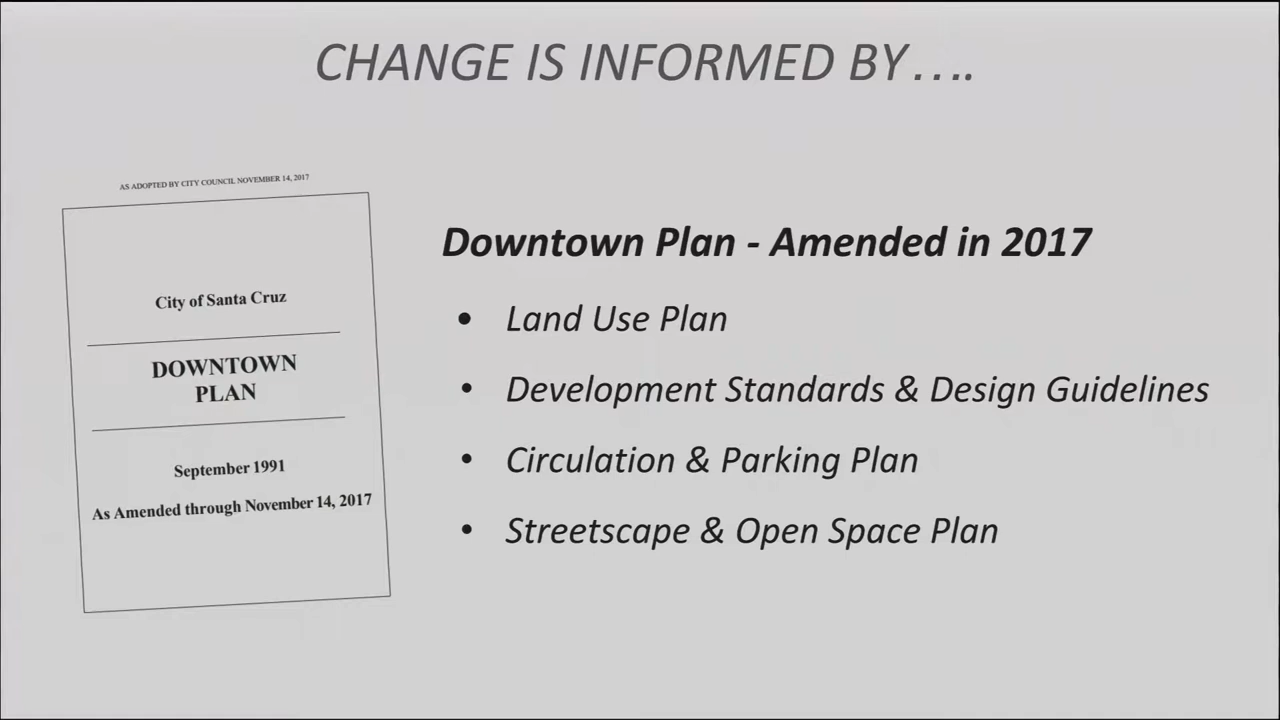 CHANGE IS INFORMED BY….
AS ADOPTED BY CITY COUNCIL NOVEMBER 14, 2017
City of Santa Cruz
DOWNTOWN
PLAN
September 1991
As Amended through November 14, 2017
Downtown Plan - Amended in 2017
• Land Use Plan
• Development Standards & Design Guidelines
• Circulation & Parking Plan
• Streetscape & Open Space Plan